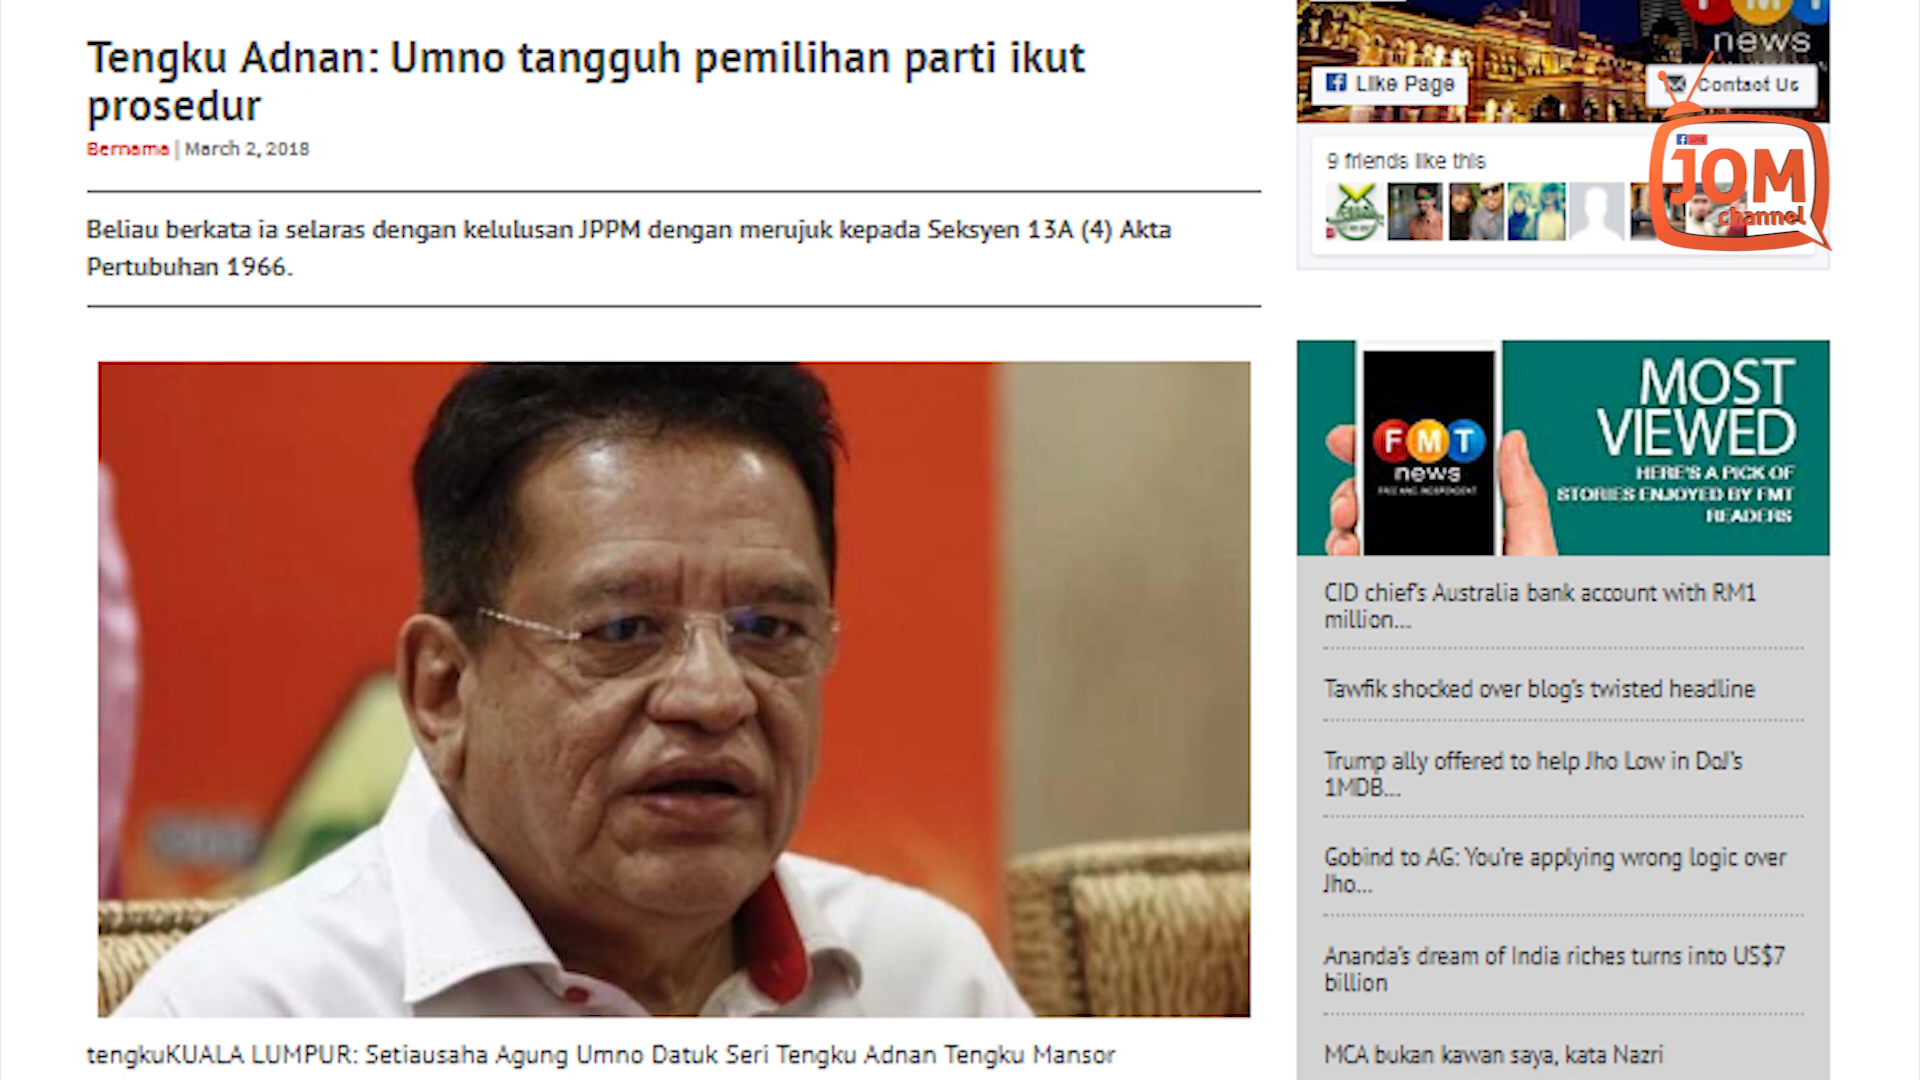 Tengku Adnan: Umno tangguh pemilihan parti ikut
prosedur
Bernama | March 2, 2018
Beliau berkata ia selaras dengan kelulusan JPPM dengan merujuk kepada Seksyen 13A (4) Akta
Pertubuhan 1966.
tengkuKUALA LUMPUR: Setiausaha Agung Umno Datuk Seri Tengku Adnan Tengku Mansor
FMT
news
Like Page
Contact Us
9 friends like this
LIVE
JOM
channel
MOST
VIEWED
HERE'S A PICK OF
STORIES ENJOYED BY FMT
READERS
FMT
news
FREE AND INDEPENDENT
CID chief's Australia bank account with RM1
million...
Tawfik shocked over blog's twisted headline
Trump ally offered to help Jho Low in DoJ's
1MDB...
Gobind to AG: You're applying wrong logic over
Jho...
Ananda's dream of India riches turns into US$7
billion
MCA bukan kawan saya, kata Nazri